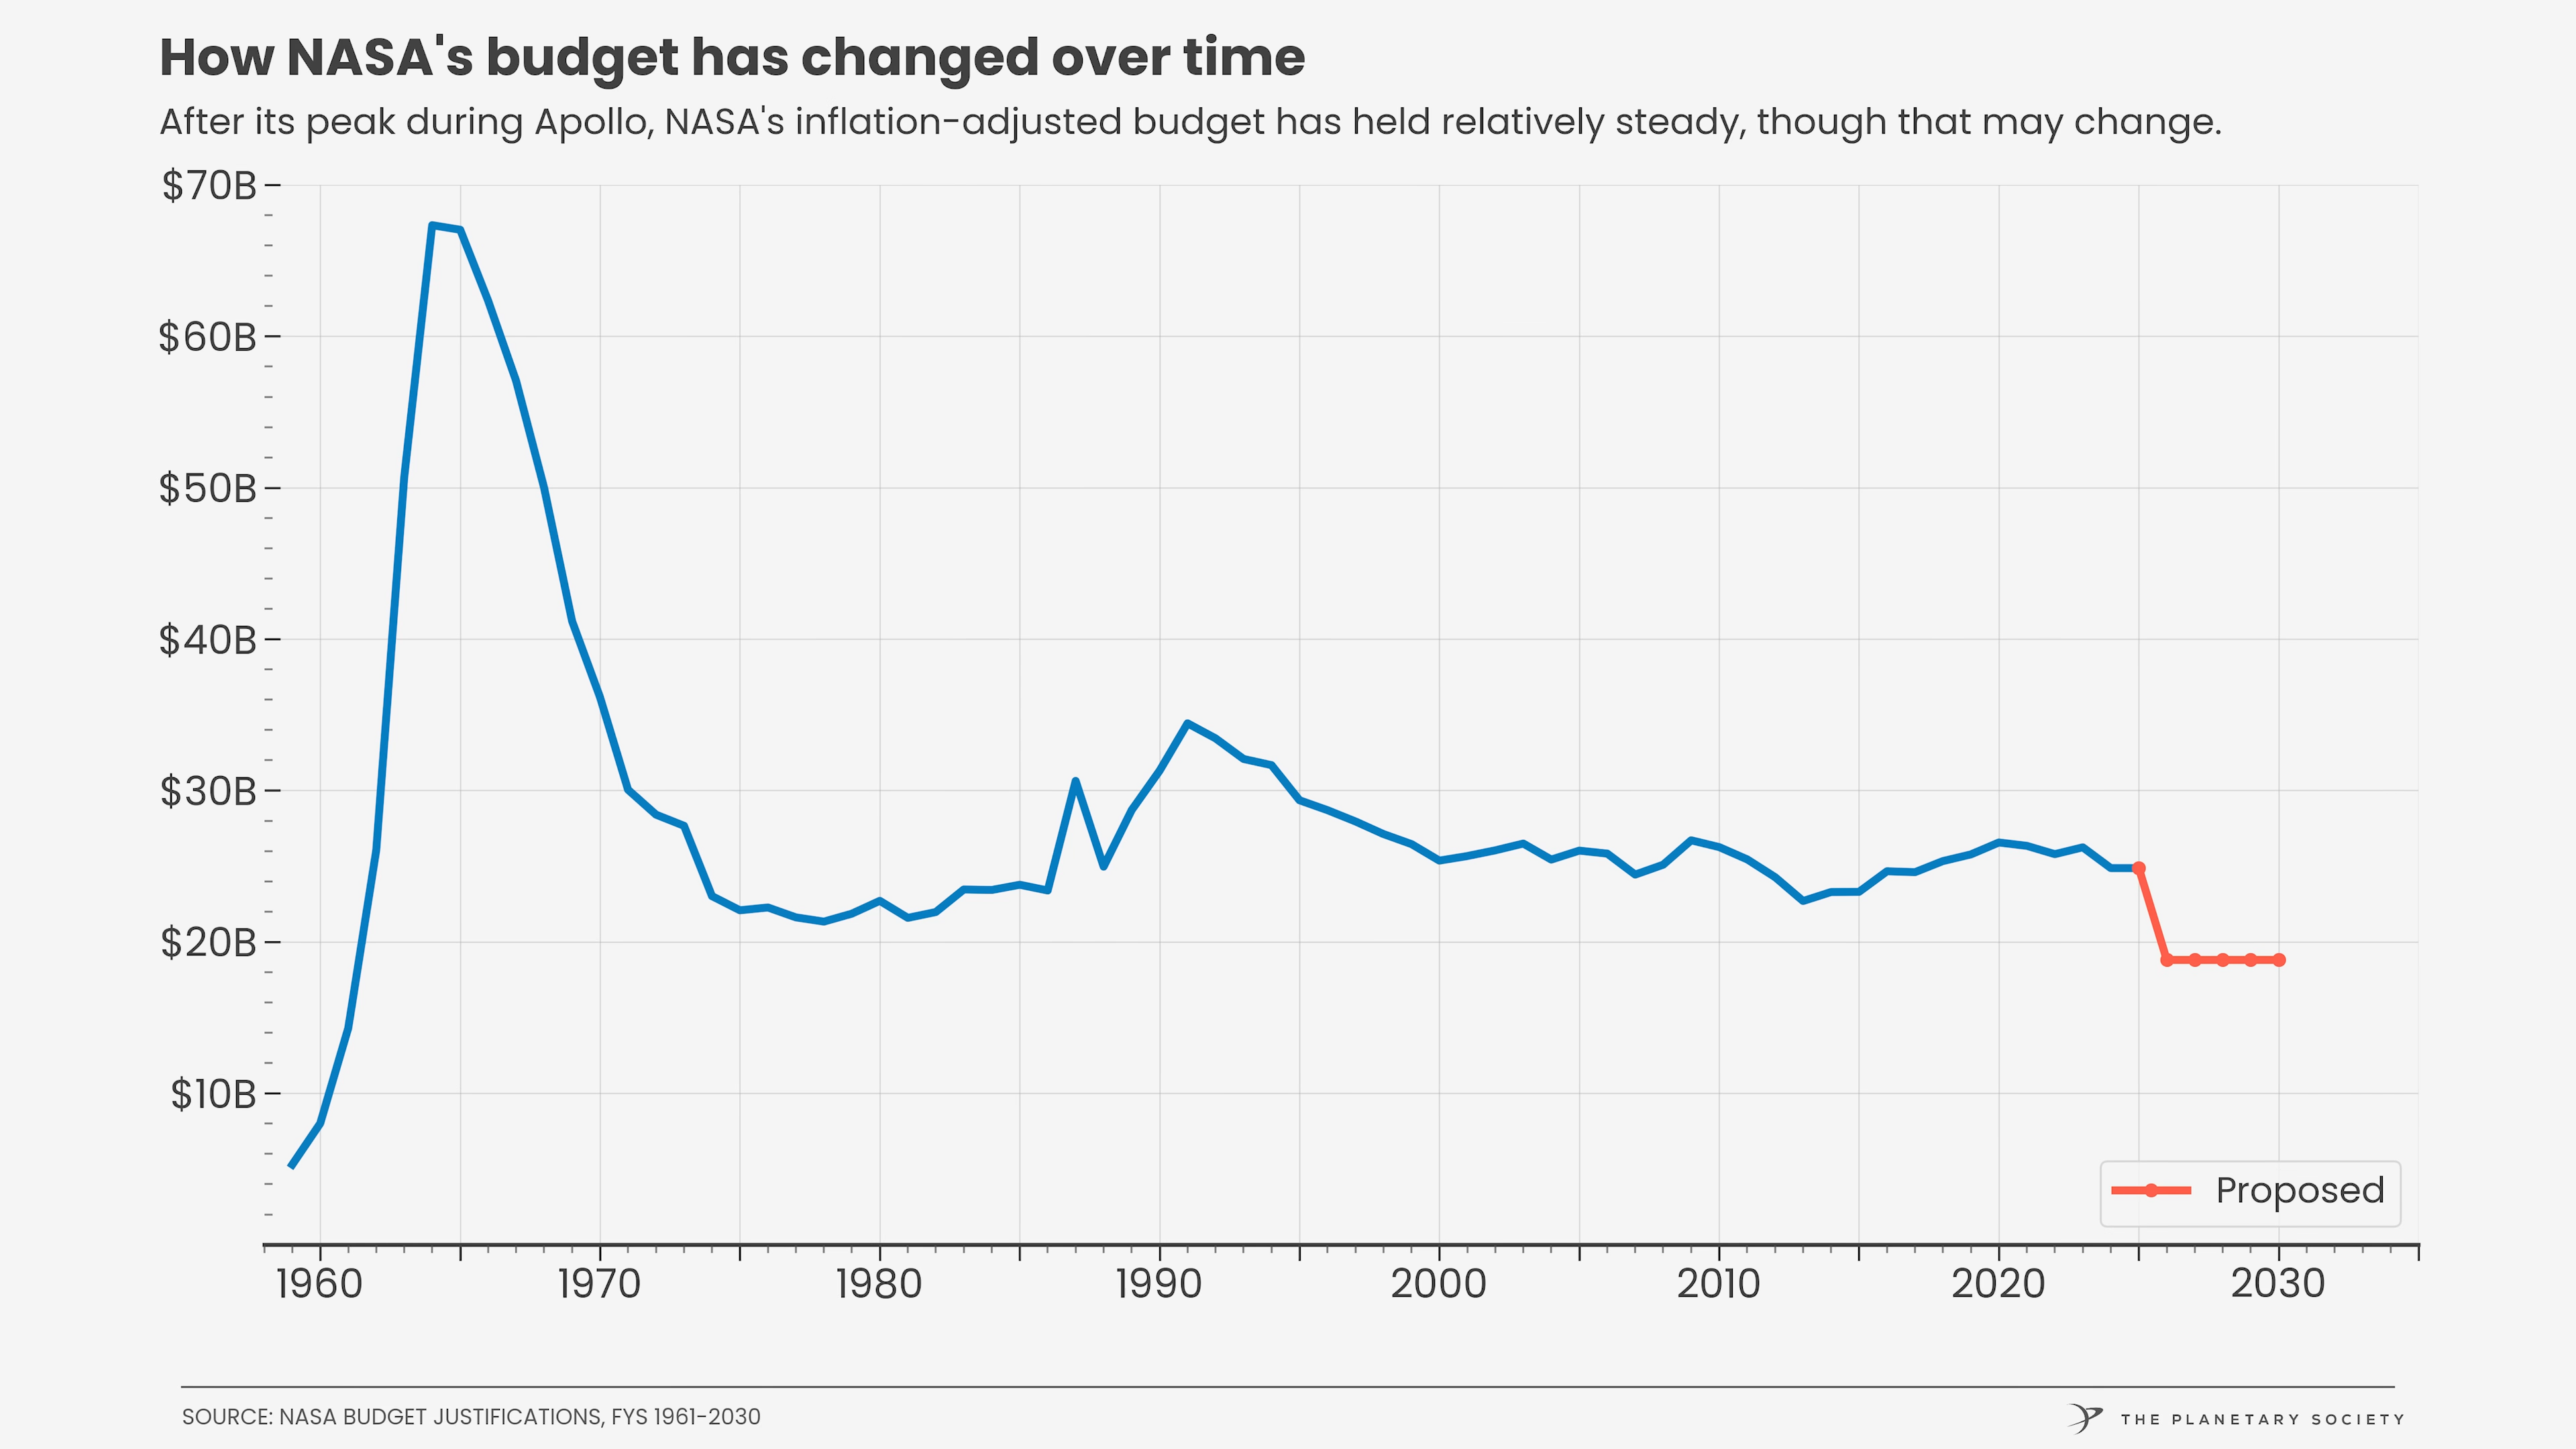 How NASA's budget has changed over time
After its peak during Apollo, NASA's inflation-adjusted budget has held relatively steady, though that may change.
$70B
$60B
$50B
$40B
$30B
$20B
$10B
Proposed
1960 1970 1980 1990 2000 2010 2020 2030
SOURCE: NASA BUDGET JUSTIFICATIONS, FYS 1961-2030
THE PLANETARY SOCIETY